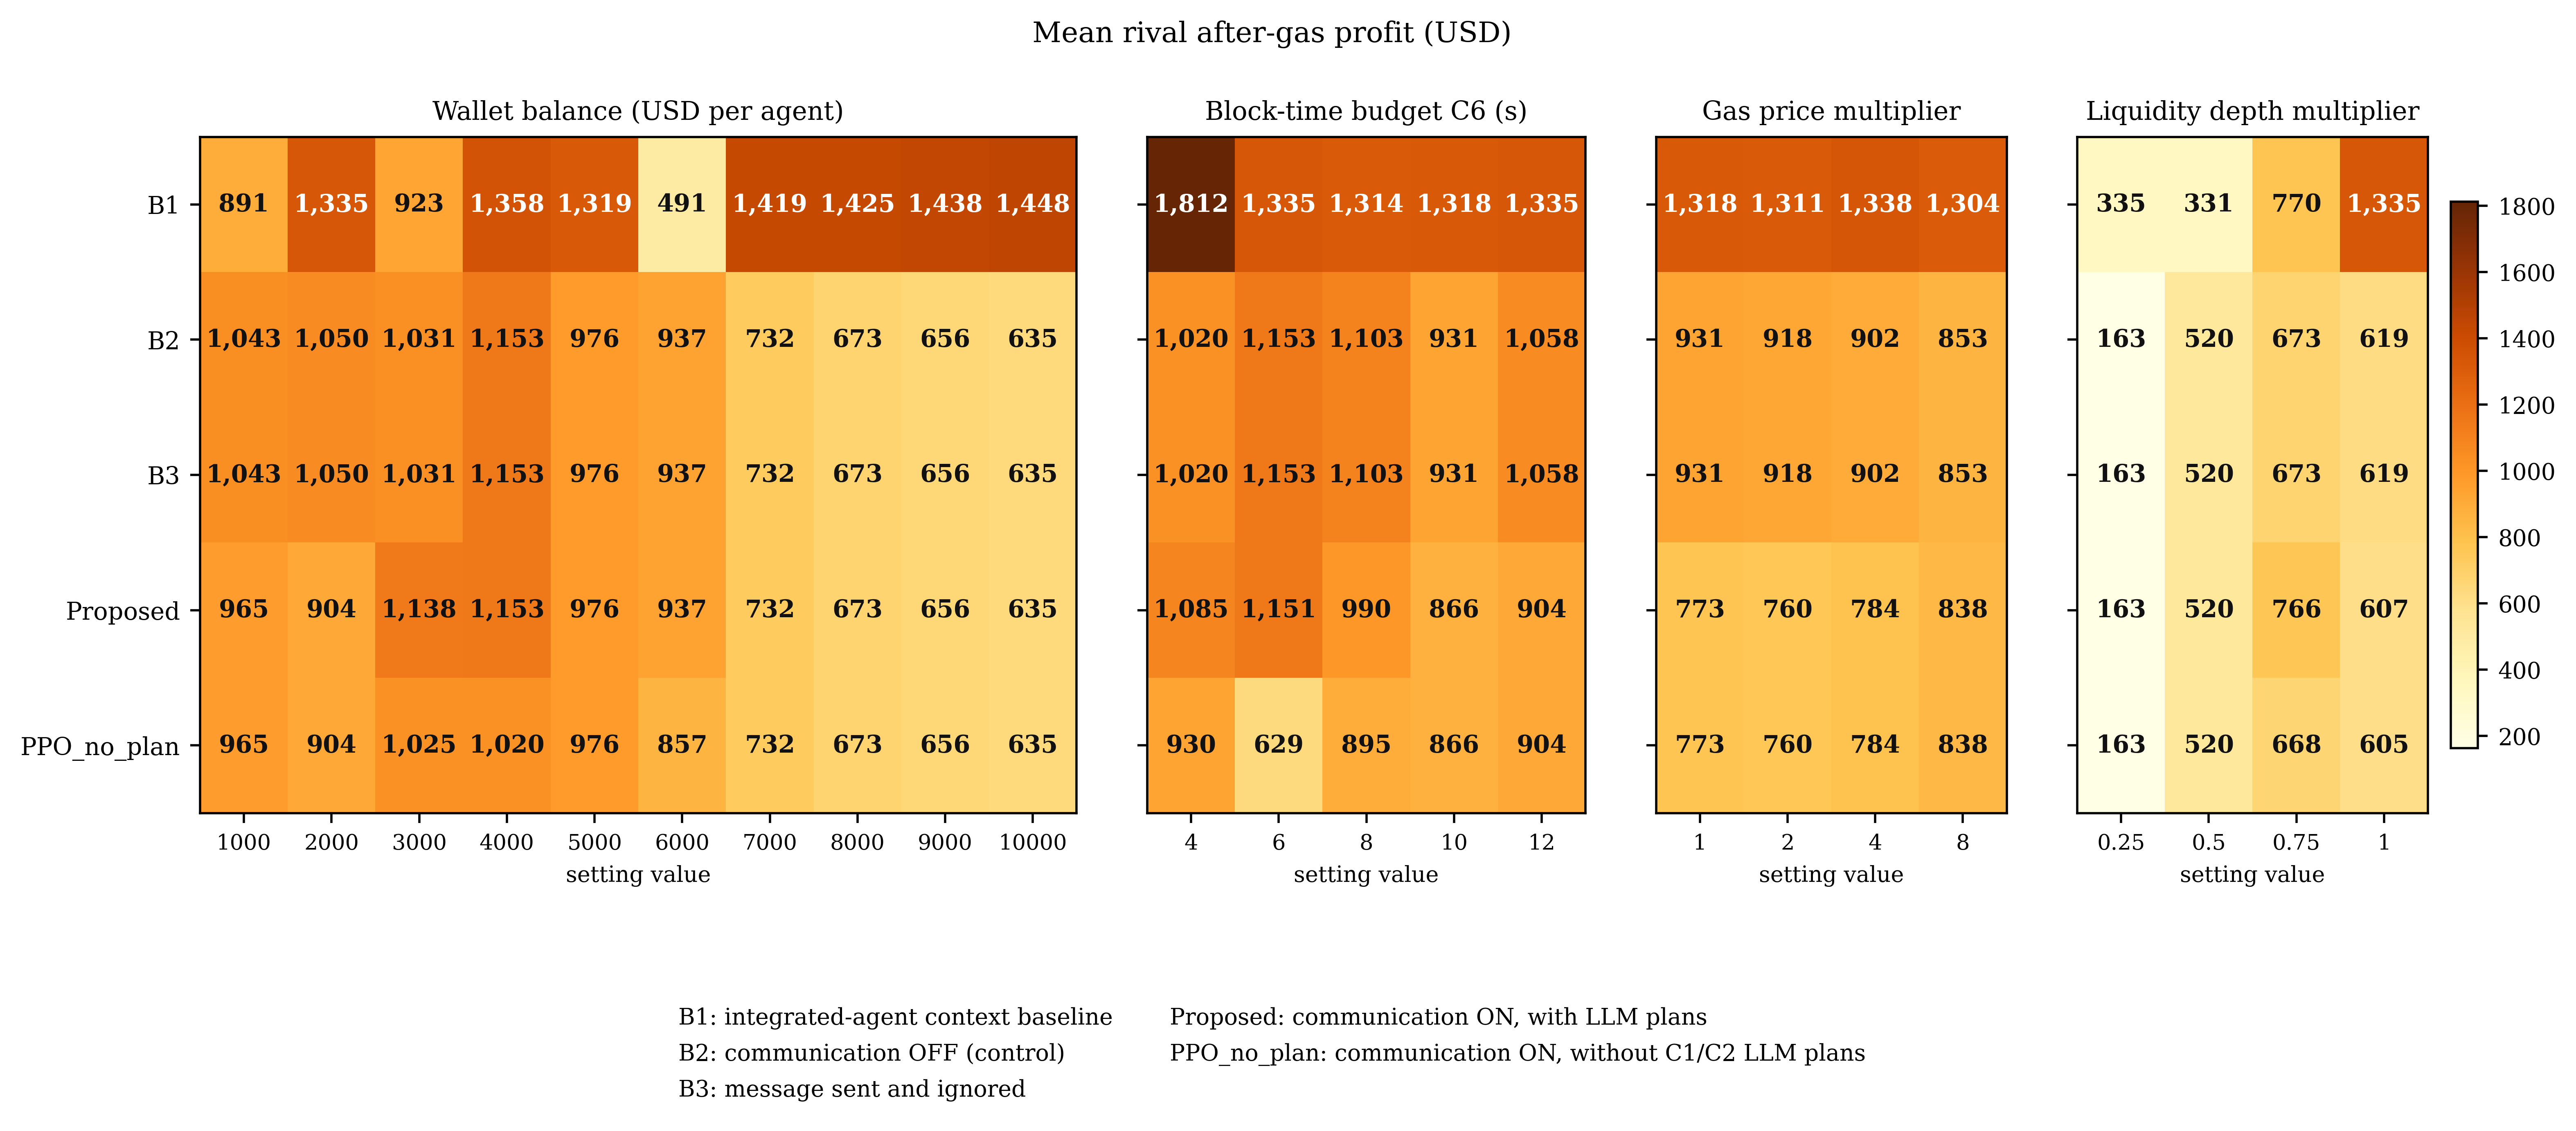 Mean rival after-gas profit (USD)
Wallet balance (USD per agent)
B1 891 1,335 923 1,358 1,319 491 1,419 1,425 1,438 1,448
B2 1,043 1,050 1,031 1,153 976 937 732 673 656 635
B3 1,043 1,050 1,031 1,153 976 937 732 673 656 635
Proposed 965 904 1,138 1,153 976 937 732 673 656 635
PPO_no_plan 965 904 1,025 1,020 976 857 732 673 656 635
1000 2000 3000 4000 5000 6000 7000 8000 9000 10000
setting value
Block-time budget C6 (s)
1,812 1,335 1,314 1,318 1,335
1,020 1,153 1,103 931 1,058
1,020 1,153 1,103 931 1,058
1,085 1,151 990 866 904
930 629 895 866 904
4 6 8 10 12
setting value
Gas price multiplier
1,318 1,311 1,338 1,304
931 918 902 853
931 918 902 853
773 760 784 838
773 760 784 838
1 2 4 8
setting value
Liquidity depth multiplier
335 331 770 1,335
163 520 673 619
163 520 673 619
163 520 766 607
163 520 668 605
0.25 0.5 0.75 1
setting value
1800
1600
1400
1200
1000
800
600
400
200
B1: integrated-agent context baseline
B2: communication OFF (control)
B3: message sent and ignored
Proposed: communication ON, with LLM plans
PPO_no_plan: communication ON, without C1/C2 LLM plans